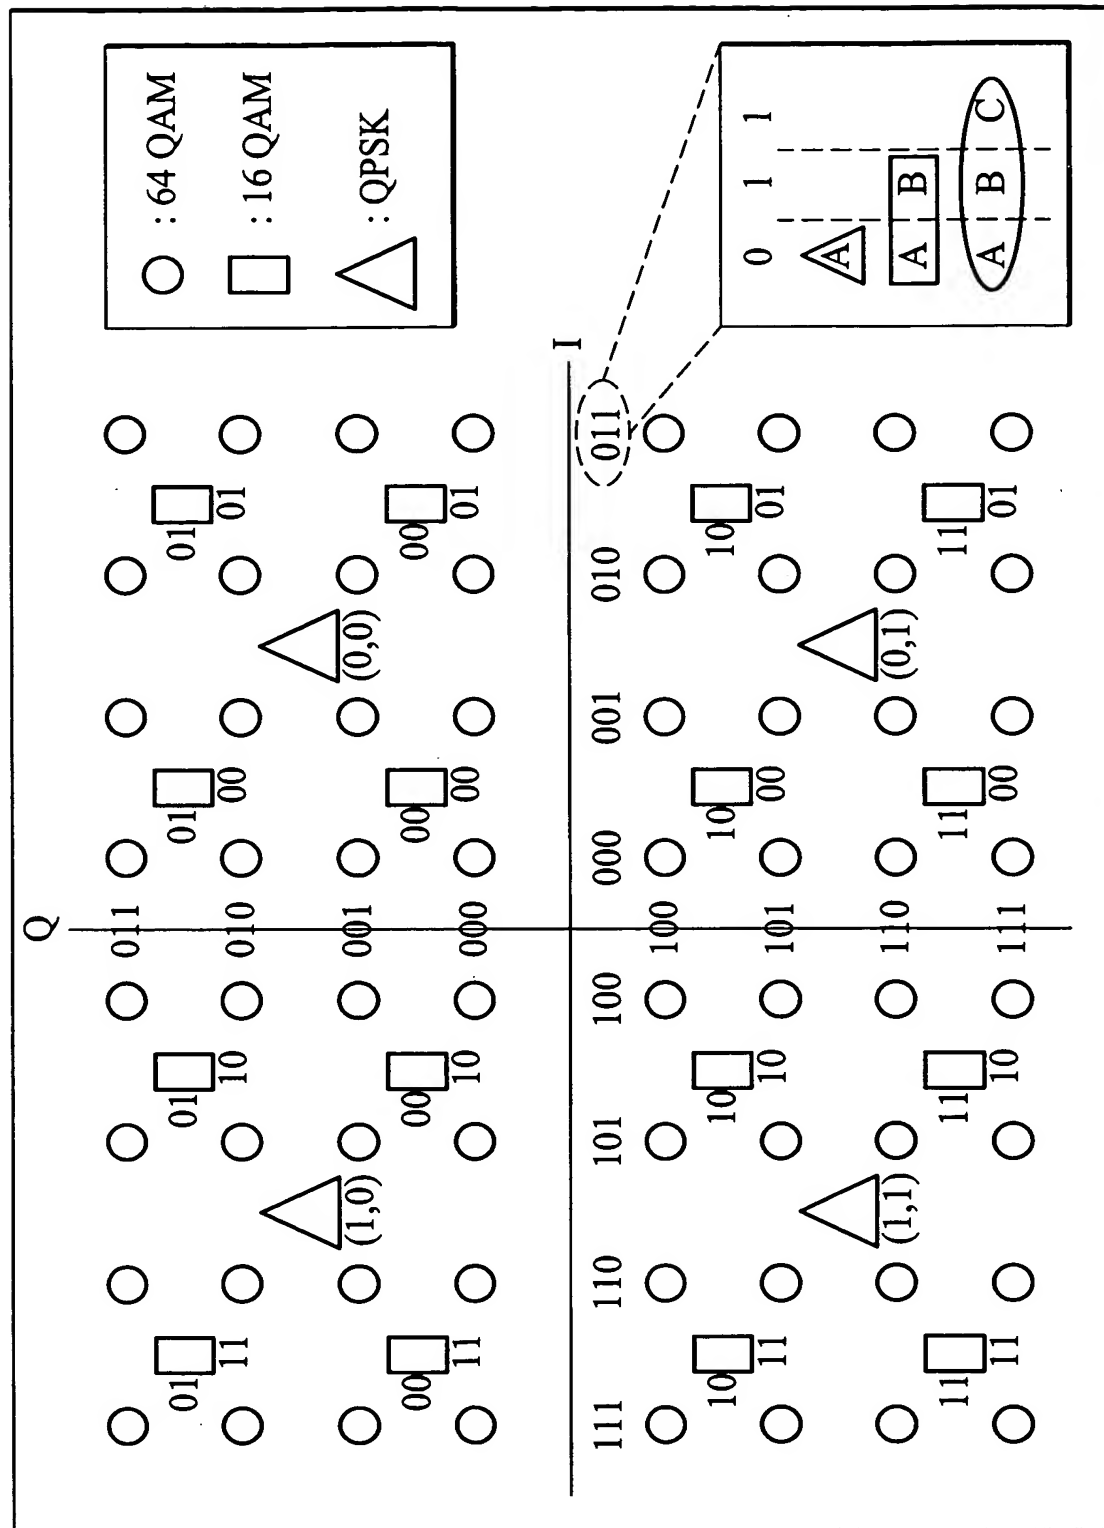 Q
011
: 64 QAM
01 01 01 01
11 10 00 01
010
: 16 QAM
(1,0) 001 (0,0)
: QPSK
00 00 00 00
11 10 00 01
000
I
111 110 101 100 000 001 010 011
100
10 10 10 10
11 10 00 01
101
(1,1) 110 (0,1)
11 11 11 11
11 10 00 01
111
0 1 1
A
A B
A B C